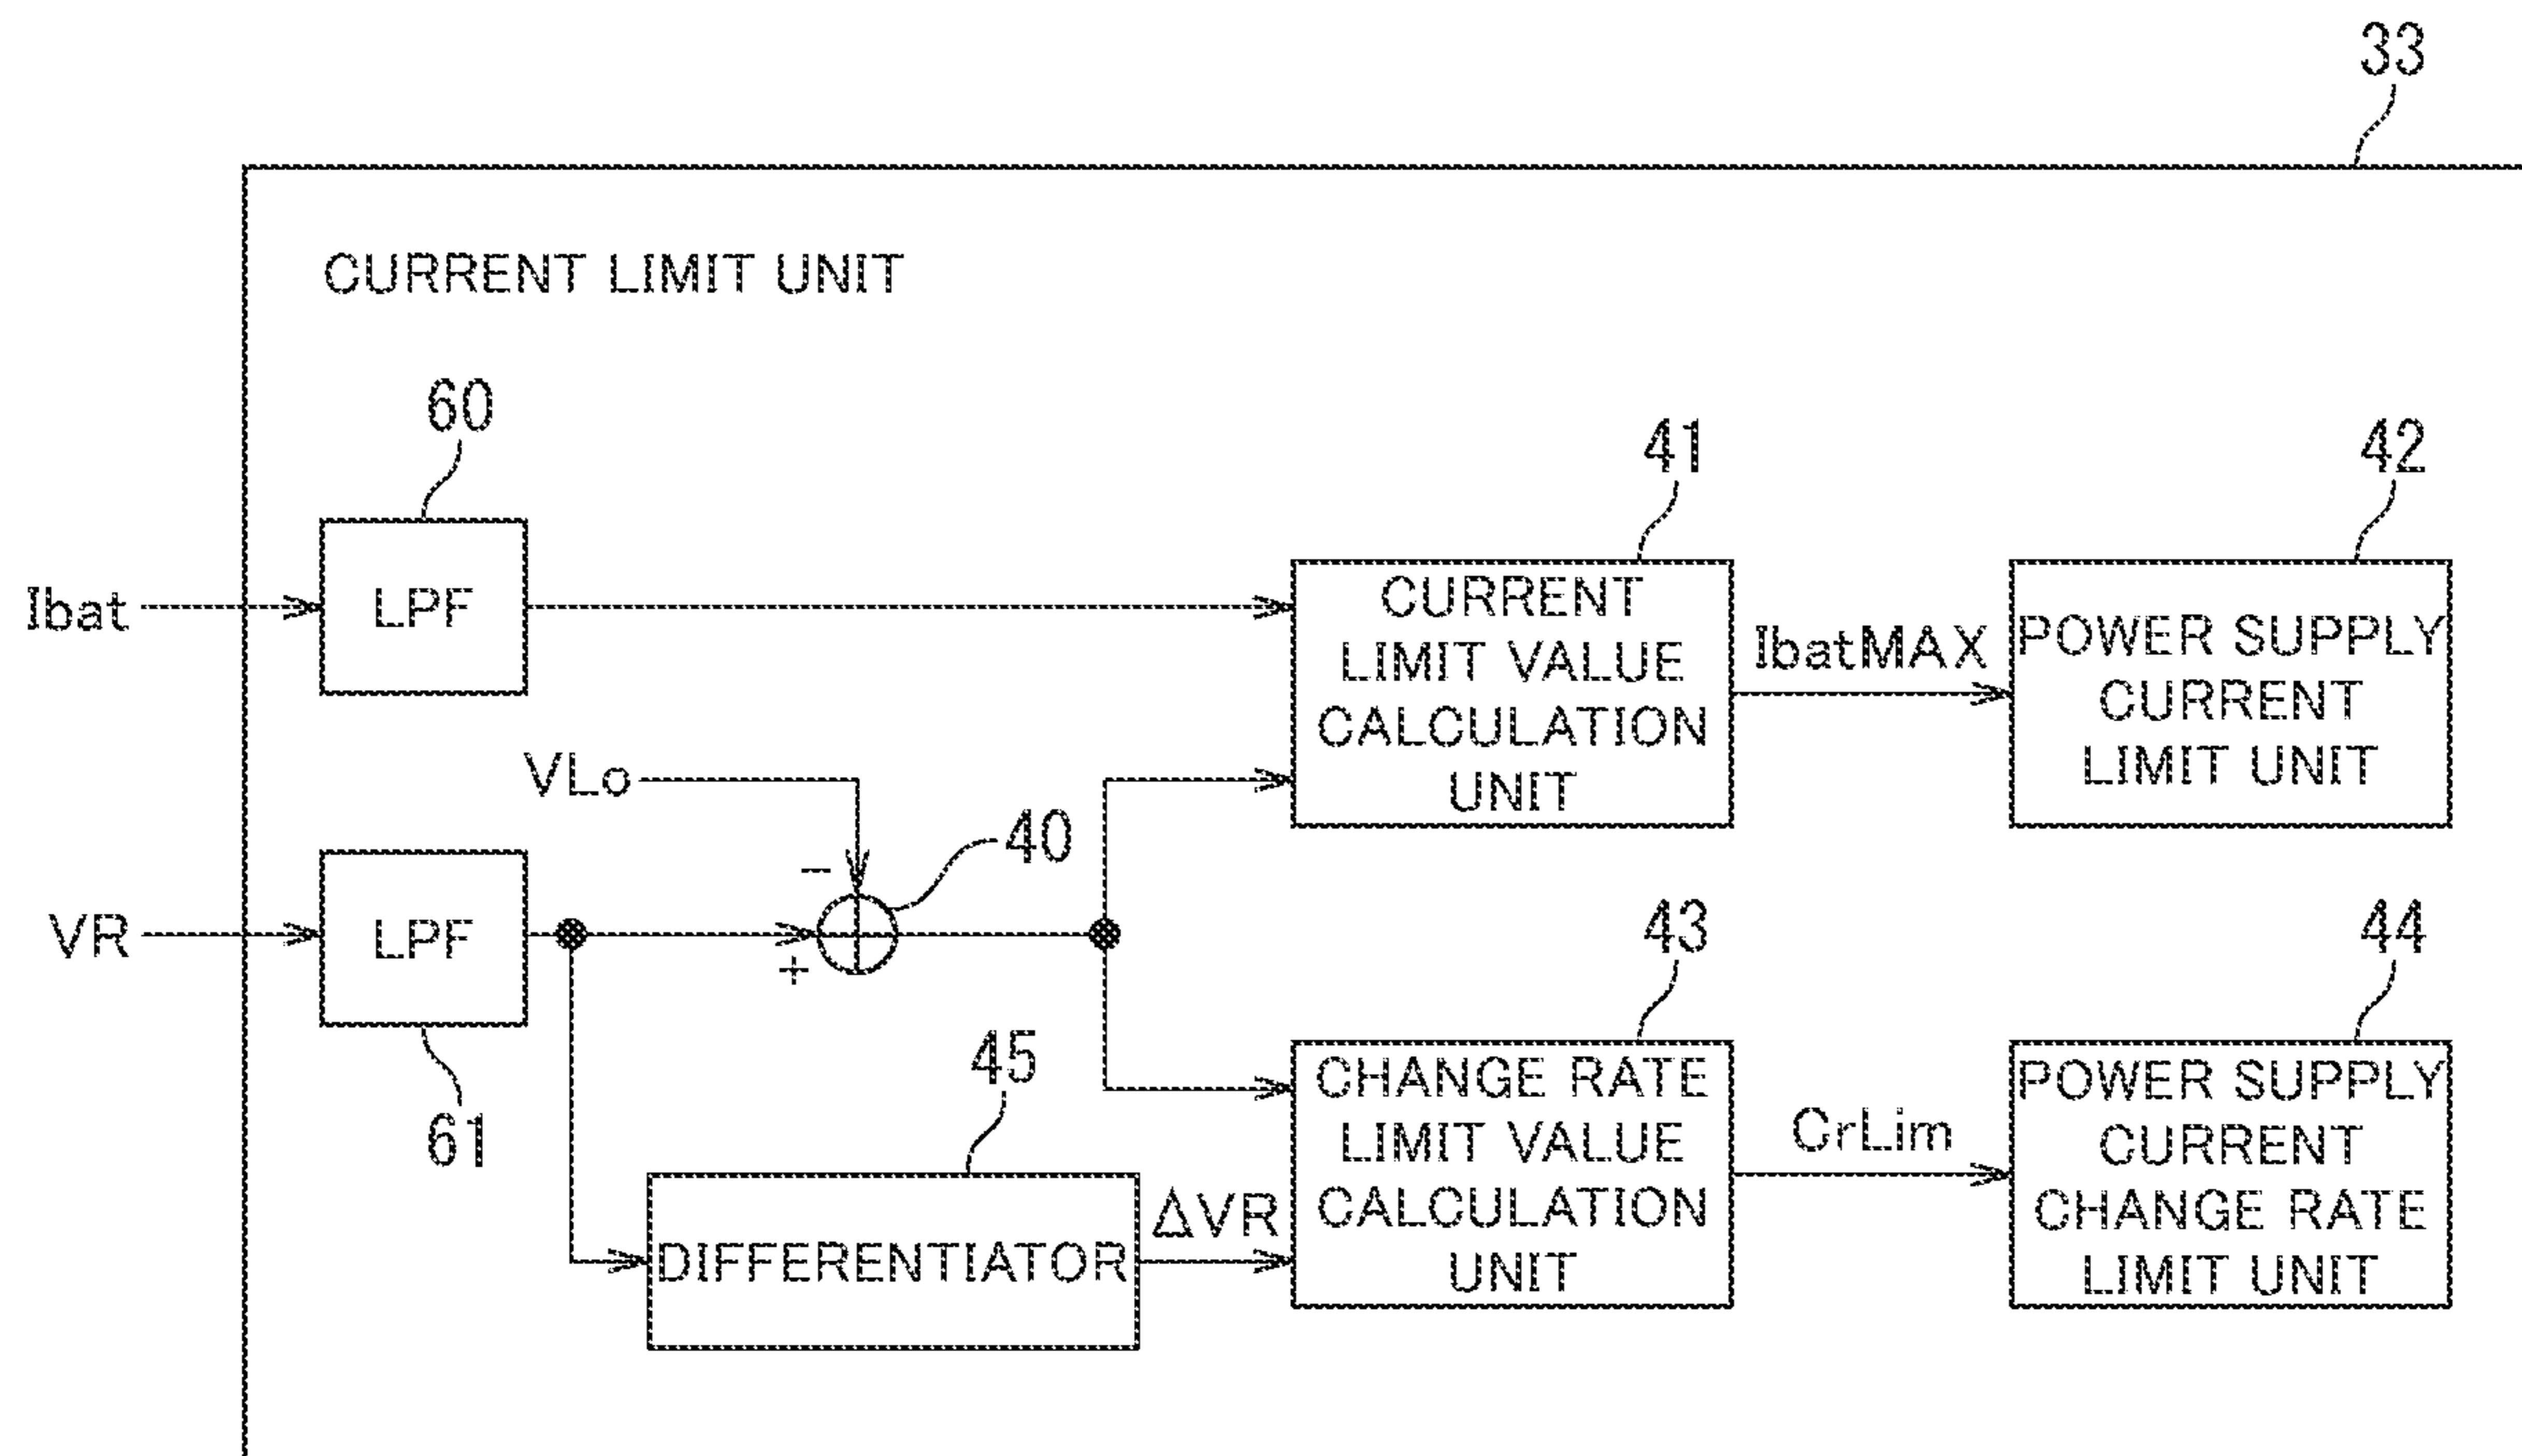 33
CURRENT LIMIT UNIT
60
41
42
Ibat
LPF
CURRENT
LIMIT VALUE
CALCULATION
UNIT
IbatMAX
POWER SUPPLY
CURRENT
LIMIT UNIT
VLo
40
−
+
VR
LPF
61
43
44
45
DIFFERENTIATOR
ΔVR
CHANGE RATE
LIMIT VALUE
CALCULATION
UNIT
CrLim
POWER SUPPLY
CURRENT
CHANGE RATE
LIMIT UNIT